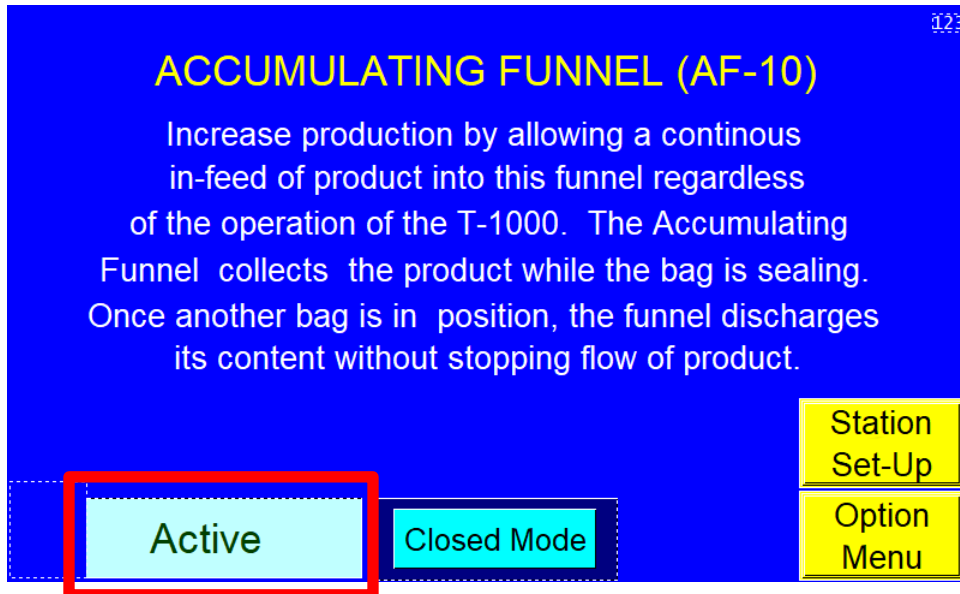 123
ACCUMULATING FUNNEL (AF-10)
Increase production by allowing a continous
in-feed of product into this funnel regardless
of the operation of the T-1000. The Accumulating
Funnel collects the product while the bag is sealing.
Once another bag is in position, the funnel discharges
its content without stopping flow of product.
Station
Set-Up
Active
Closed Mode
Option
Menu